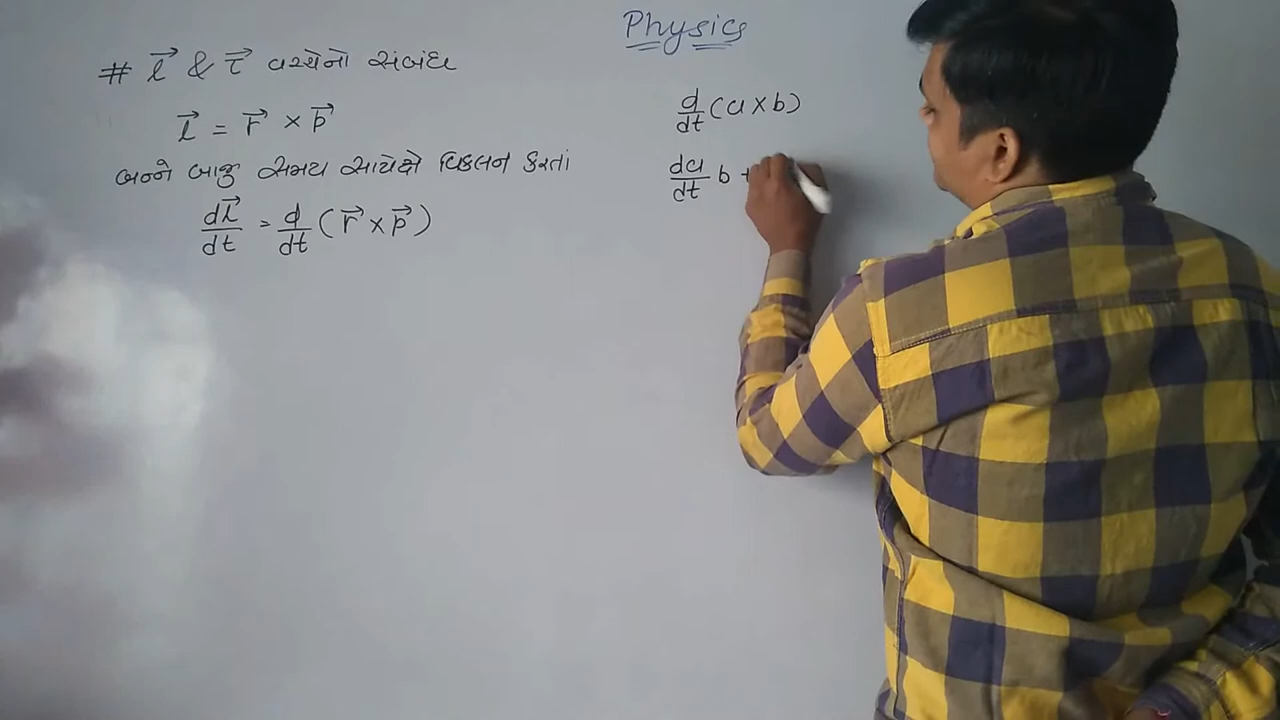 Physics
# l⃗ & τ⃗ વચ્ચેનો સંબંધ
l⃗ = r⃗ × p⃗
બન્ને બાજુ સમય સાપેક્ષે વિકલન કરતાં
dl⃗/dt = d/dt (r⃗ × p⃗)
d/dt (a × b)
da/dt b +